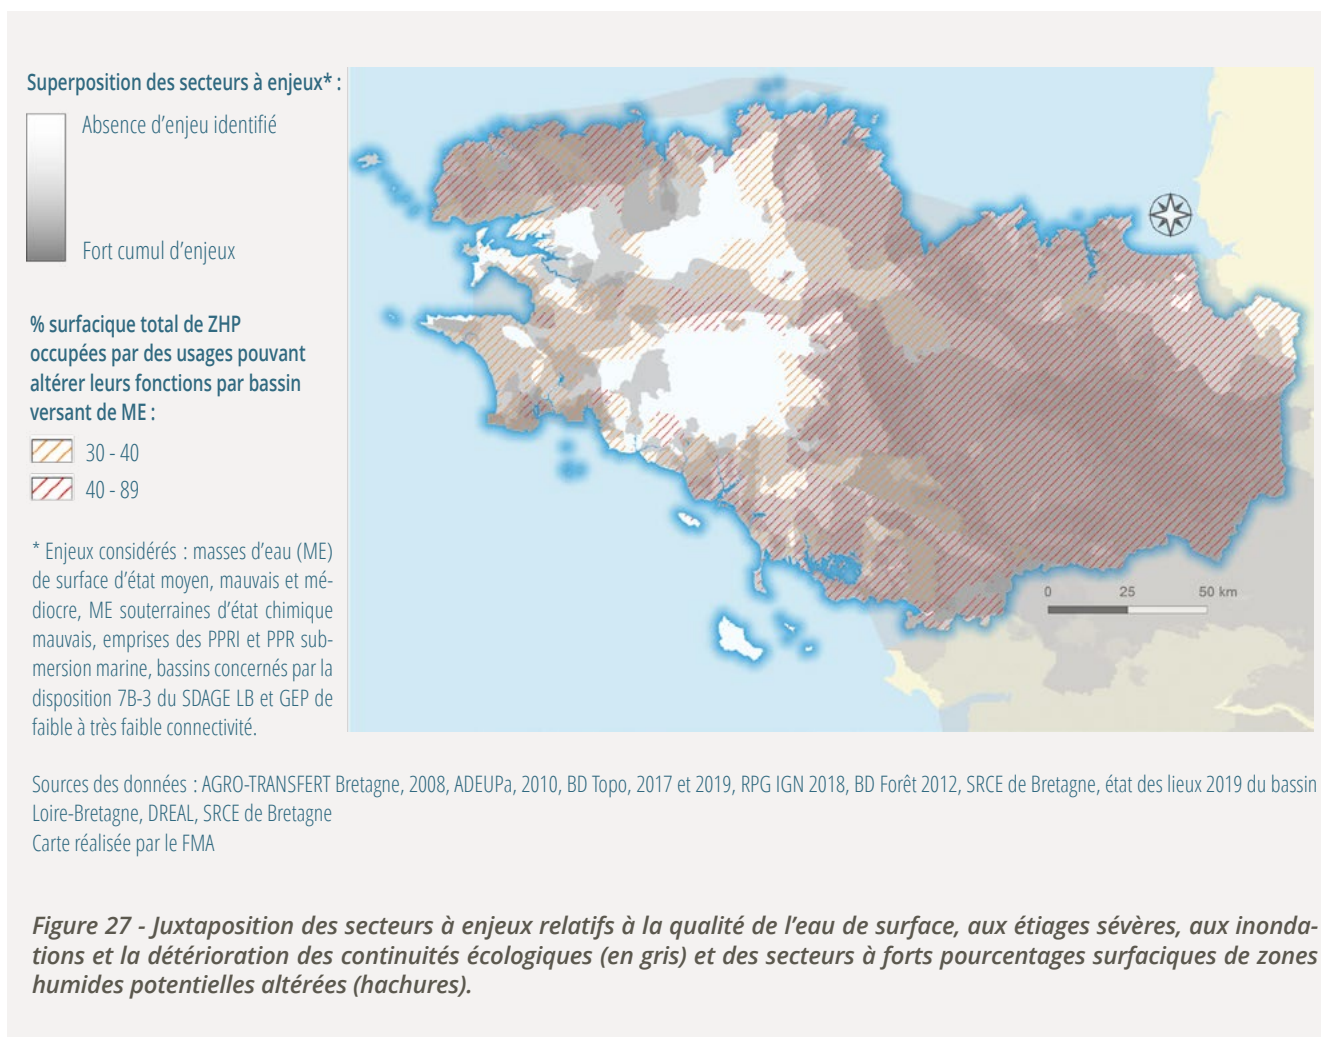 Superposition des secteurs à enjeux* :
Absence d'enjeu identifié
Fort cumul d'enjeux
% surfacique total de ZHP
occupées par des usages pouvant
altérer leurs fonctions par bassin
versant de ME :
30 - 40
40 - 89
* Enjeux considérés : masses d'eau (ME)
de surface d'état moyen, mauvais et mé-
diocre, ME souterraines d'état chimique
mauvais, emprises des PPRI et PPR sub-
mersion marine, bassins concernés par la
disposition 7B-3 du SDAGE LB et GEP de
faible à très faible connectivité.
0 25 50 km
Sources des données : AGRO-TRANSFERT Bretagne, 2008, ADEUPa, 2010, BD Topo, 2017 et 2019, RPG IGN 2018, BD Forêt 2012, SRCE de Bretagne, état des lieux 2019 du bassin
Loire-Bretagne, DREAL, SRCE de Bretagne
Carte réalisée par le FMA
Figure 27 - Juxtaposition des secteurs à enjeux relatifs à la qualité de l'eau de surface, aux étiages sévères, aux inonda-
tions et la détérioration des continuités écologiques (en gris) et des secteurs à forts pourcentages surfaciques de zones
humides potentielles altérées (hachures).